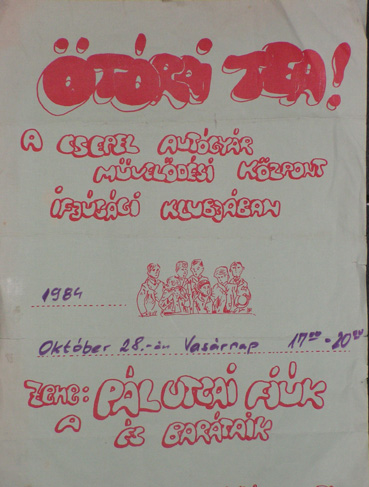 ÖTÓRAI TEA!
A CSEPEL AUTÓGYÁR
MŰVELŐDÉSI KÖZPONT
IFJÚSÁGI KLUBJÁBAN
1984
Október 28.-án Vasárnap 17⁰⁰-20⁰⁰
Zene: PÁL UTCAI FIÚK
A ÉS BARÁTAIK